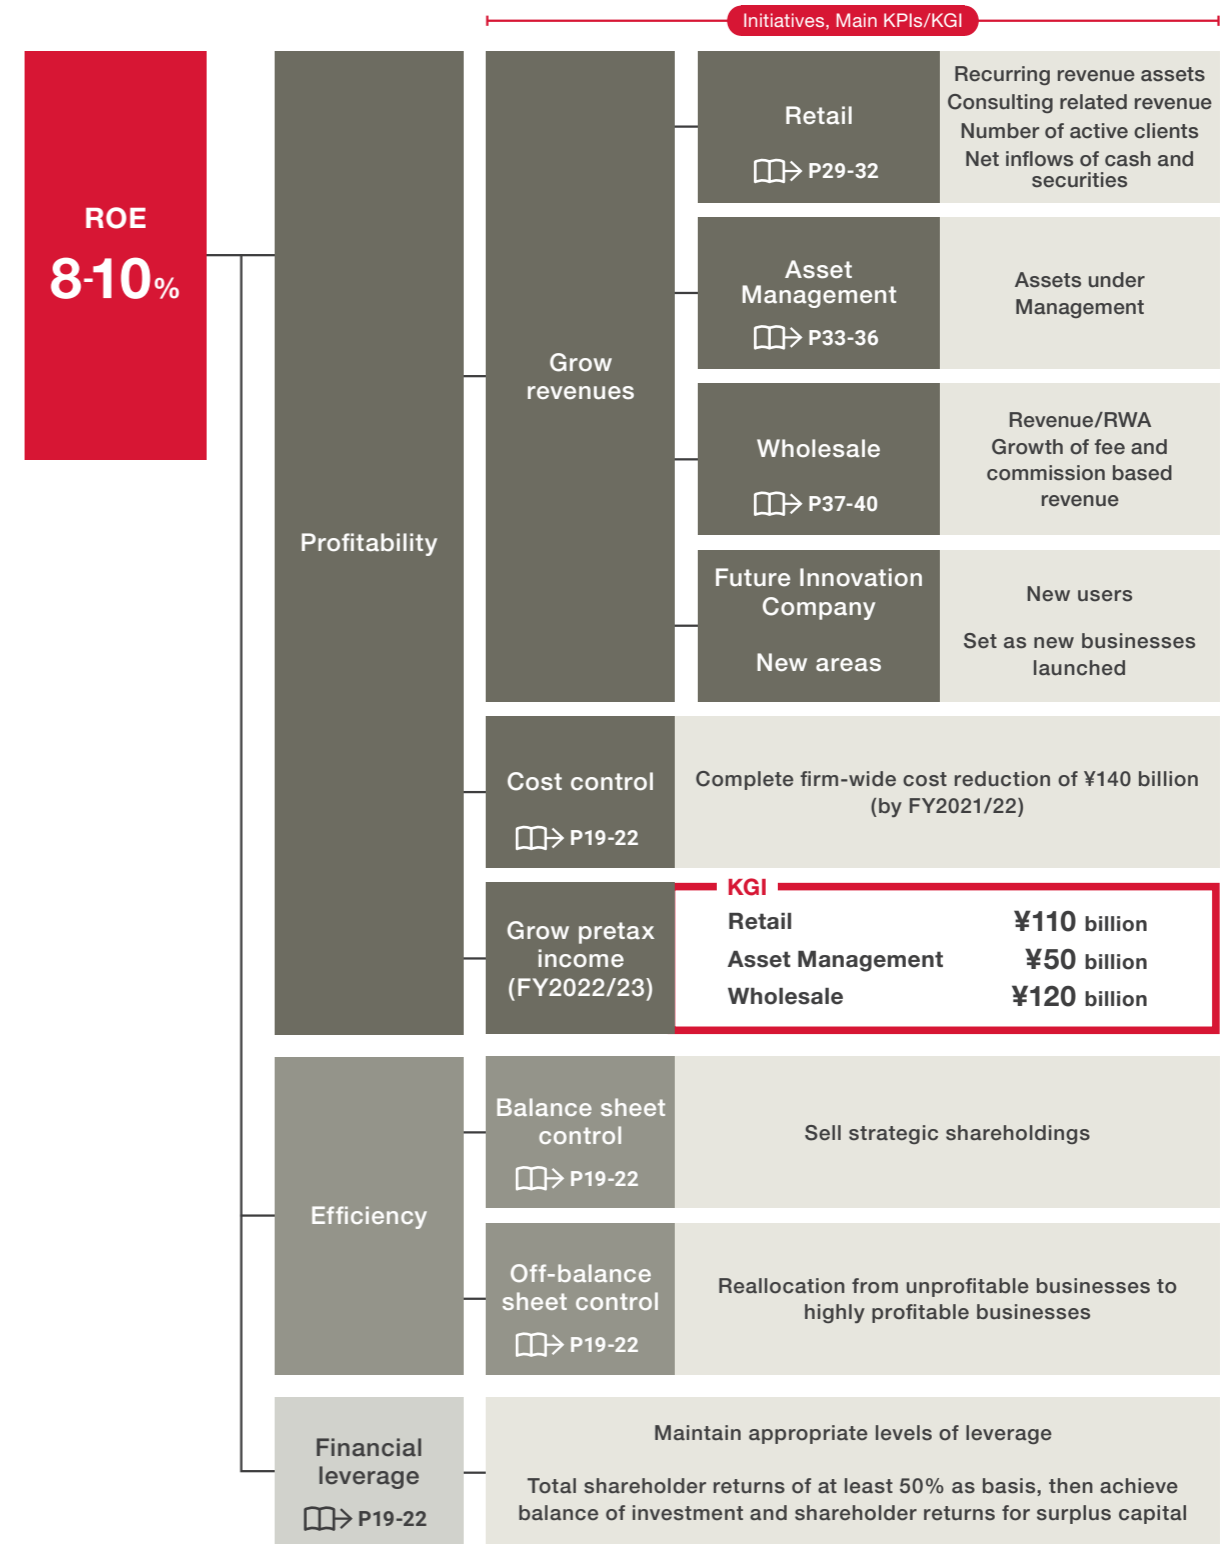 Initiatives, Main KPIs/KGI
ROE
8-10%
Profitability
Grow
revenues
Retail
P29-32
Recurring revenue assets
Consulting related revenue
Number of active clients
Net inflows of cash and
securities
Asset
Management
P33-36
Assets under
Management
Wholesale
P37-40
Revenue/RWA
Growth of fee and
commission based
revenue
Future Innovation
Company
New areas
New users
Set as new businesses
launched
Cost control
P19-22
Complete firm-wide cost reduction of ¥140 billion
(by FY2021/22)
Grow pretax
income
(FY2022/23)
KGI
Retail ¥110 billion
Asset Management ¥50 billion
Wholesale ¥120 billion
Efficiency
Balance sheet
control
P19-22
Sell strategic shareholdings
Off-balance
sheet control
P19-22
Reallocation from unprofitable businesses to
highly profitable businesses
Financial
leverage
P19-22
Maintain appropriate levels of leverage
Total shareholder returns of at least 50% as basis, then achieve
balance of investment and shareholder returns for surplus capital